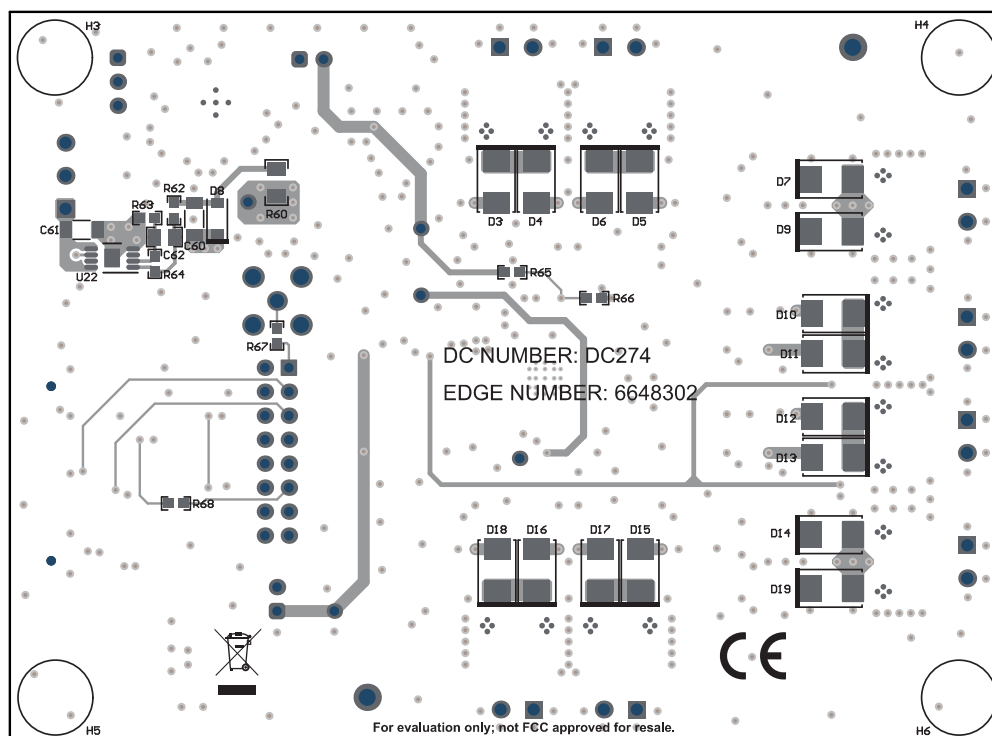 H3
H4
D3 D4 D6 D5
D7
R62 D8
R63
R60
C61
D9
C60
C62
U22
R64
R65
R66
D10
R67
D11
DC NUMBER: DC274
EDGE NUMBER: 6648302
D12
D13
R68
D18 D16 D17 D15
D14
D19
CE
For evaluation only; not FCC approved for resale.
H5
H6